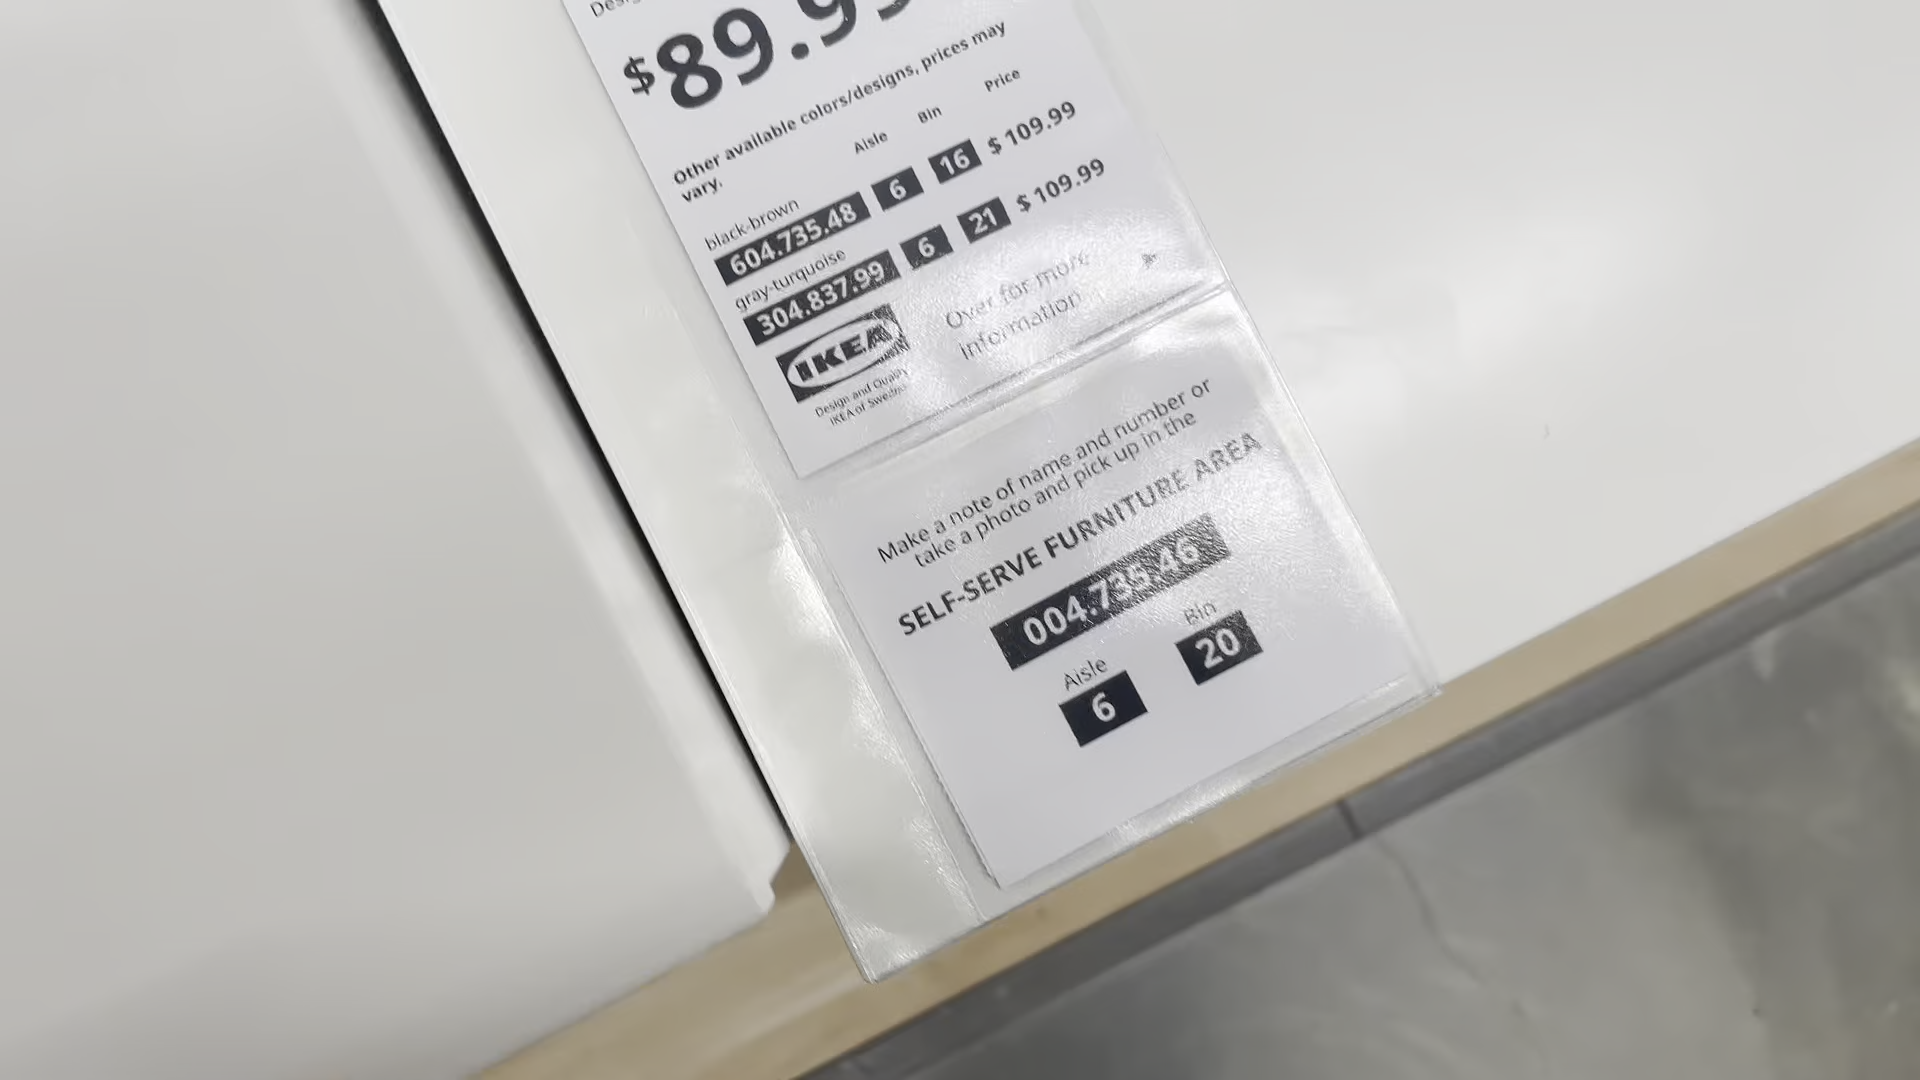 $89.9
Other available colors/designs, prices may
vary.
Aisle Bin Price
black-brown
604.735.48 6 16 $ 109.99
gray-turquoise
304.837.99 6 21 $ 109.99
IKEA
Over for more
information
Design and Quality
IKEA of Sweden
Make a note of name and number or
take a photo and pick up in the
SELF-SERVE FURNITURE AREA
004.735.46
Aisle Bin
6 20